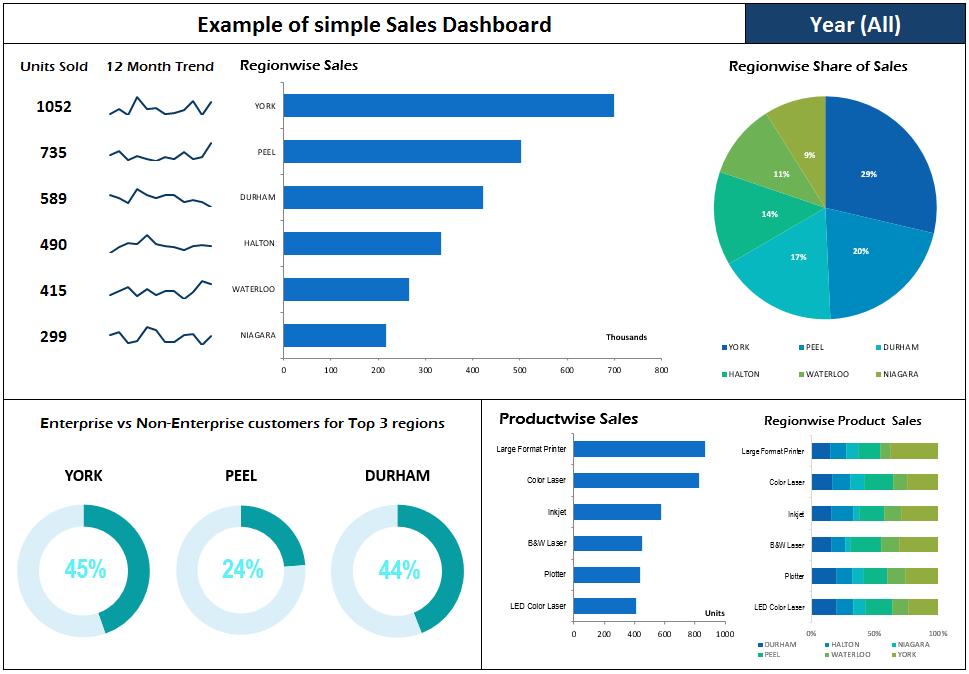 Example of simple Sales Dashboard
Year (All)
Units Sold
12 Month Trend
Regionwise Sales
1052
735
589
490
415
299
YORK
PEEL
DURHAM
HALTON
WATERLOO
NIAGARA
Thousands
0 100 200 300 400 500 600 700 800
Regionwise Share of Sales
29%
20%
17%
14%
11%
9%
YORK PEEL DURHAM
HALTON WATERLOO NIAGARA
Enterprise vs Non-Enterprise customers for Top 3 regions
YORK PEEL DURHAM
45% 24% 44%
Productwise Sales
Large Format Printer
Color Laser
Inkjet
B&W Laser
Plotter
LED Color Laser
Units
0 200 400 600 800 1000
Regionwise Product Sales
Large Format Printer
Color Laser
Inkjet
B&W Laser
Plotter
LED Color Laser
0% 50% 100%
DURHAM HALTON NIAGARA
PEEL WATERLOO YORK